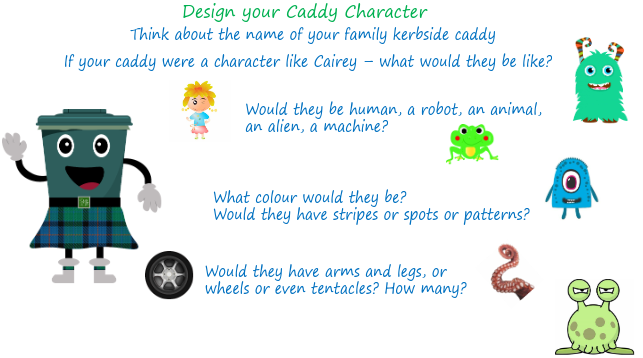 Design your Caddy Character
Think about the name of your family kerbside caddy
If your caddy were a character like Cairey – what would they be like?
Would they be human, a robot, an animal,
an alien, a machine?
What colour would they be?
Would they have stripes or spots or patterns?
Would they have arms and legs, or
wheels or even tentacles? How many?